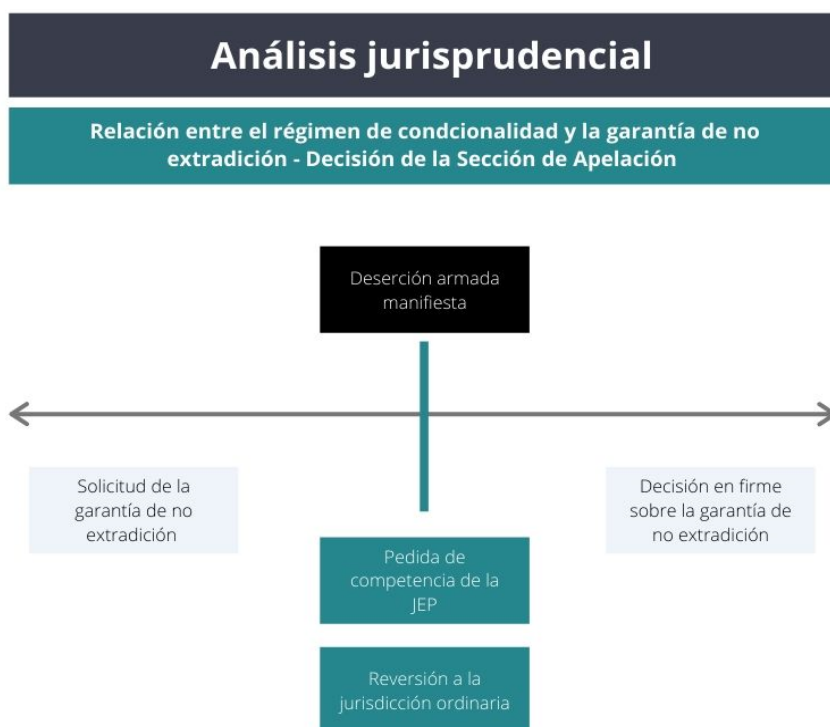 Análisis jurisprudencial
Relación entre el régimen de condcionalidad y la garantía de no
extradición - Decisión de la Sección de Apelación
Deserción armada
manifiesta
Solicitud de la
garantía de no
extradición
Decisión en firme
sobre la garantía de
no extradición
Pedida de
competencia de la
JEP
Reversión a la
jurisdicción ordinaria